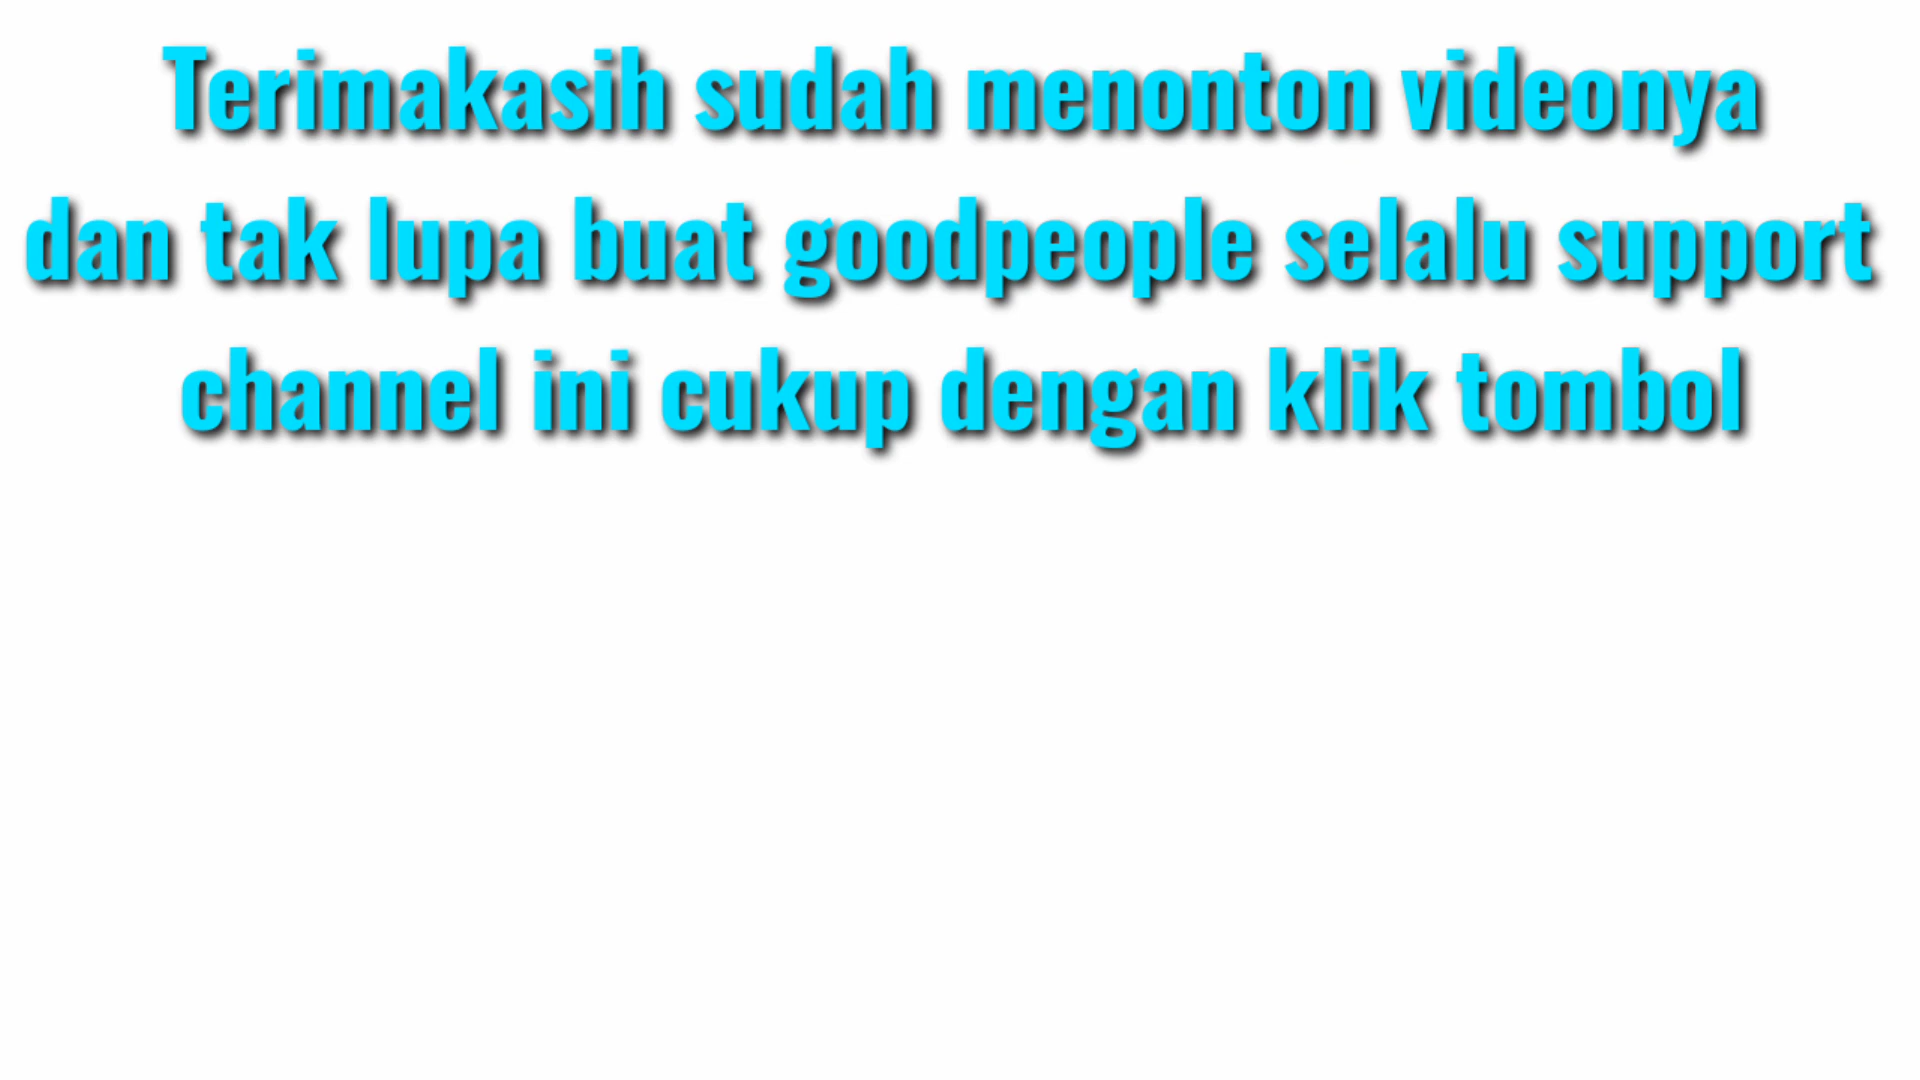 Terimakasih sudah menonton videonya
dan tak lupa buat goodpeople selalu support
channel ini cukup dengan klik tombol